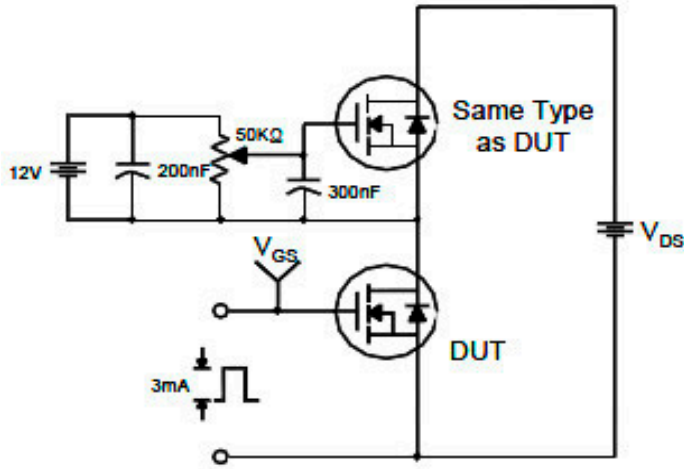 Same Type
as DUT
50KΩ
12V
200nF
300nF
VGS
VDS
DUT
3mA